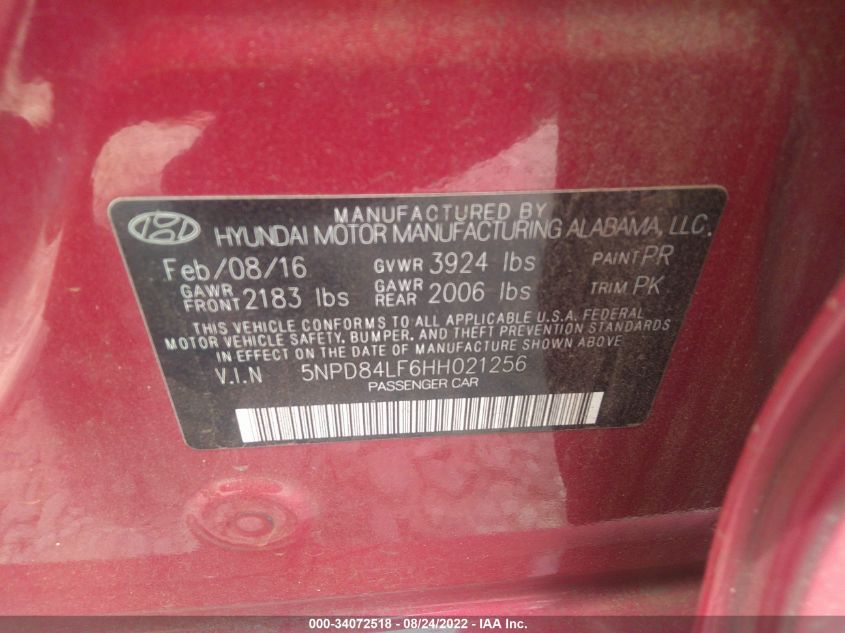 MANUFACTURED BY
HYUNDAI MOTOR MANUFACTURING ALABAMA, LLC.
Feb/08/16 GVWR 3924 lbs PAINT PR
GAWR FRONT 2183 lbs GAWR REAR 2006 lbs TRIM PK
THIS VEHICLE CONFORMS TO ALL APPLICABLE U.S.A. FEDERAL
MOTOR VEHICLE SAFETY, BUMPER, AND THEFT PREVENTION STANDARDS
IN EFFECT ON THE DATE OF MANUFACTURE SHOWN ABOVE
V.I.N 5NPD84LF6HH021256
PASSENGER CAR
000-34072518 - 08/24/2022 - IAA Inc.